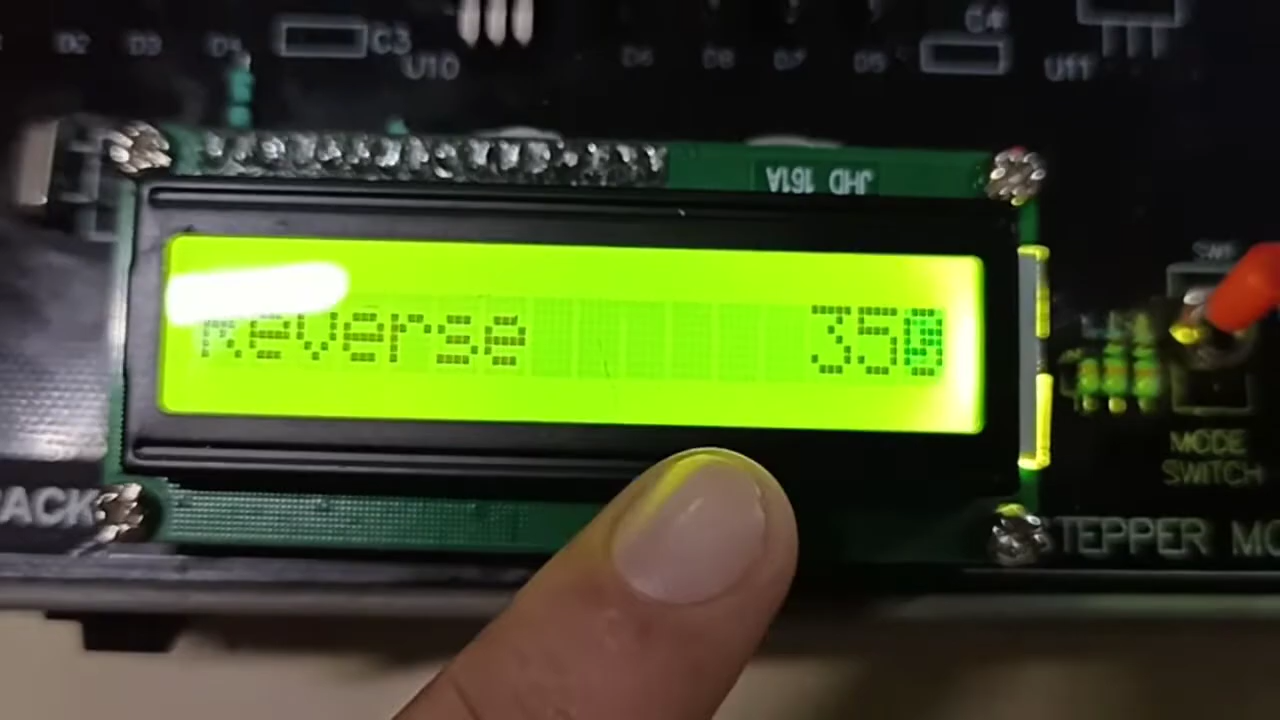 D2 D3 D4 C3 U10 D6 D8 D7 D5 C4 U11
JHD 161A
Reverse 350
MODE
SWITCH
ACK
STEPPER MO